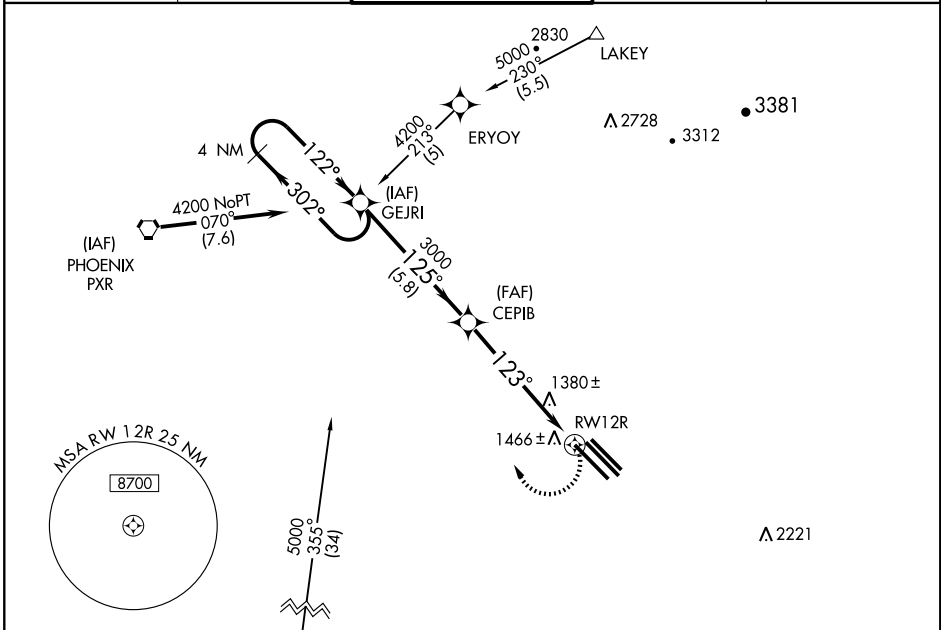 2830
5000
230°
(5.5)
LAKEY
3381
2728
3312
ERYOY
4200
213°
(5)
4 NM
122°
302°
(IAF)
GEJRI
4200 NoPT
070°
(7.6)
(IAF)
PHOENIX
PXR
3000
125°
(5.8)
(FAF)
CEPIB
123°
1380 ±
RW12R
1466 ±
MSA RW 12R 25 NM
8700
5000
355°
(34)
2221